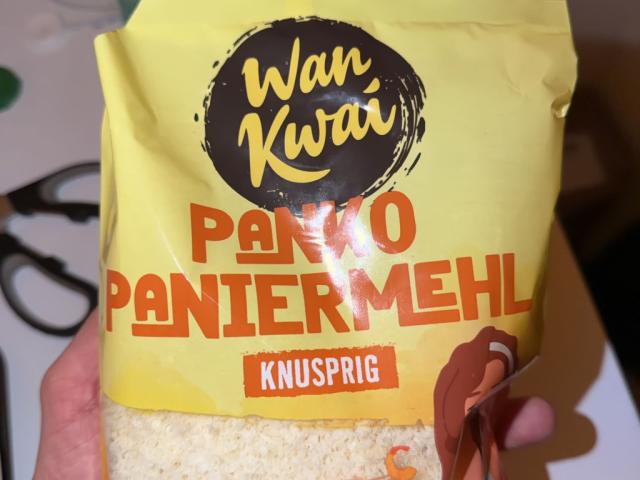 Wan
Kwai
PANKO
PANIERMEHL
KNUSPRIG